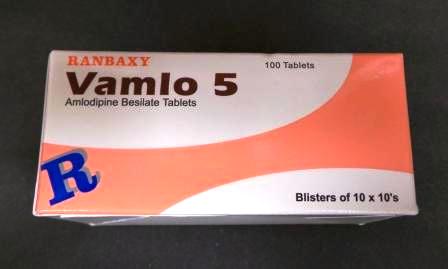 RANBAXY
100 Tablets
Vamlo 5
Amlodipine Besilate Tablets
R
Blisters of 10 x 10's